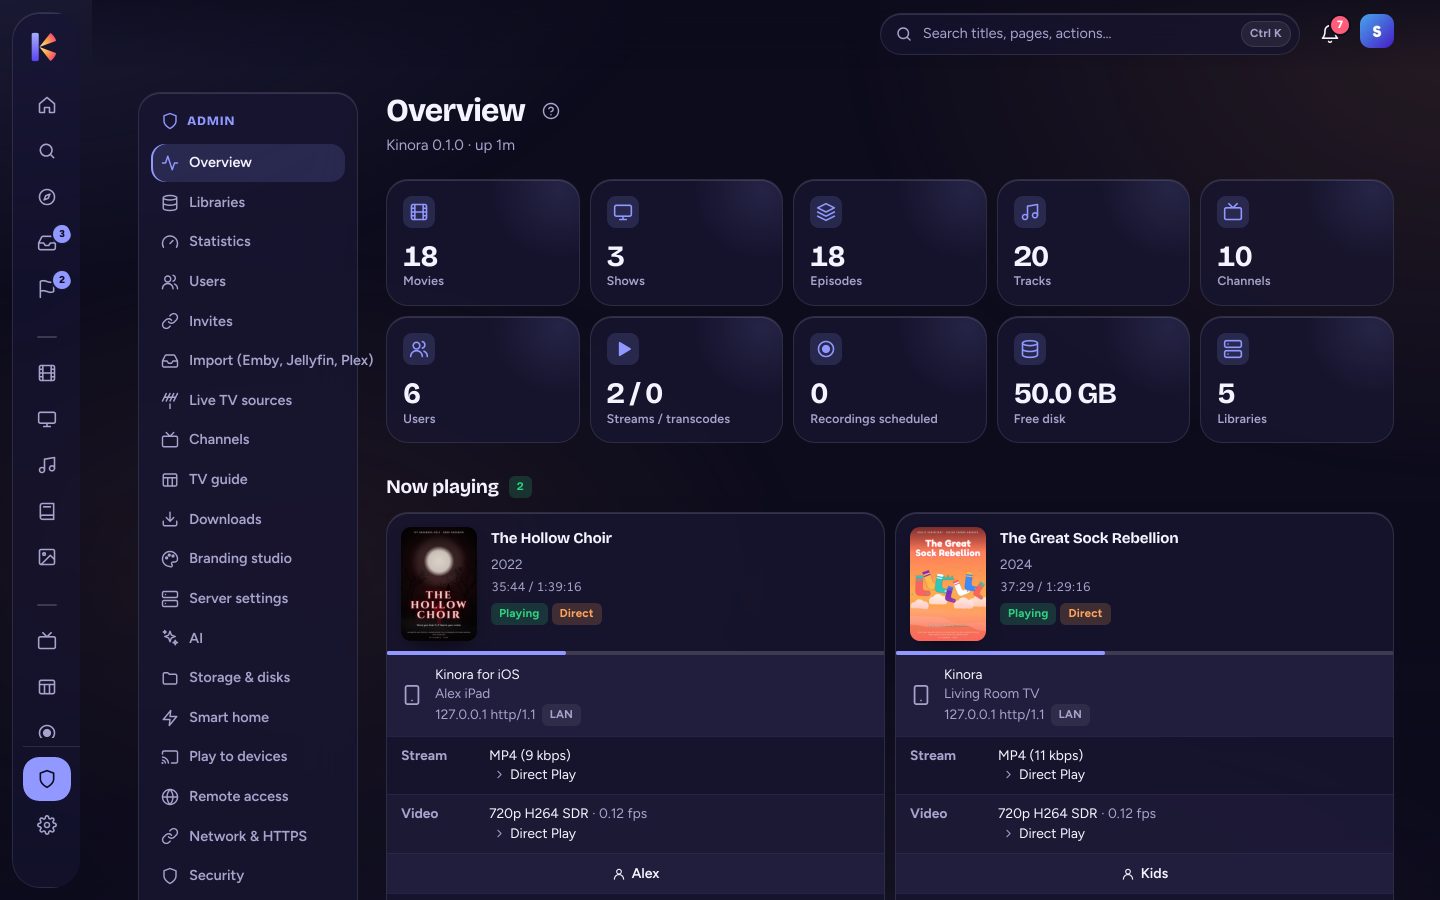 Search titles, pages, actions...
Ctrl K
7
S
3
2
ADMIN
Overview
Libraries
Statistics
Users
Invites
Import (Emby, Jellyfin, Plex)
Live TV sources
Channels
TV guide
Downloads
Branding studio
Server settings
AI
Storage & disks
Smart home
Play to devices
Remote access
Network & HTTPS
Security
Overview
Kinora 0.1.0 · up 1m
18
Movies
3
Shows
18
Episodes
20
Tracks
10
Channels
6
Users
2 / 0
Streams / transcodes
0
Recordings scheduled
50.0 GB
Free disk
5
Libraries
Now playing 2
THE
HOLLOW
CHOIR
The Hollow Choir
2022
35:44 / 1:39:16
Playing Direct
Kinora for iOS
Alex iPad
127.0.0.1 http/1.1 LAN
Stream MP4 (9 kbps)
Direct Play
Video 720p H264 SDR · 0.12 fps
Direct Play
Alex
The Great
Sock Rebellion
The Great Sock Rebellion
2024
37:29 / 1:29:16
Playing Direct
Kinora
Living Room TV
127.0.0.1 http/1.1 LAN
Stream MP4 (11 kbps)
Direct Play
Video 720p H264 SDR · 0.12 fps
Direct Play
Kids